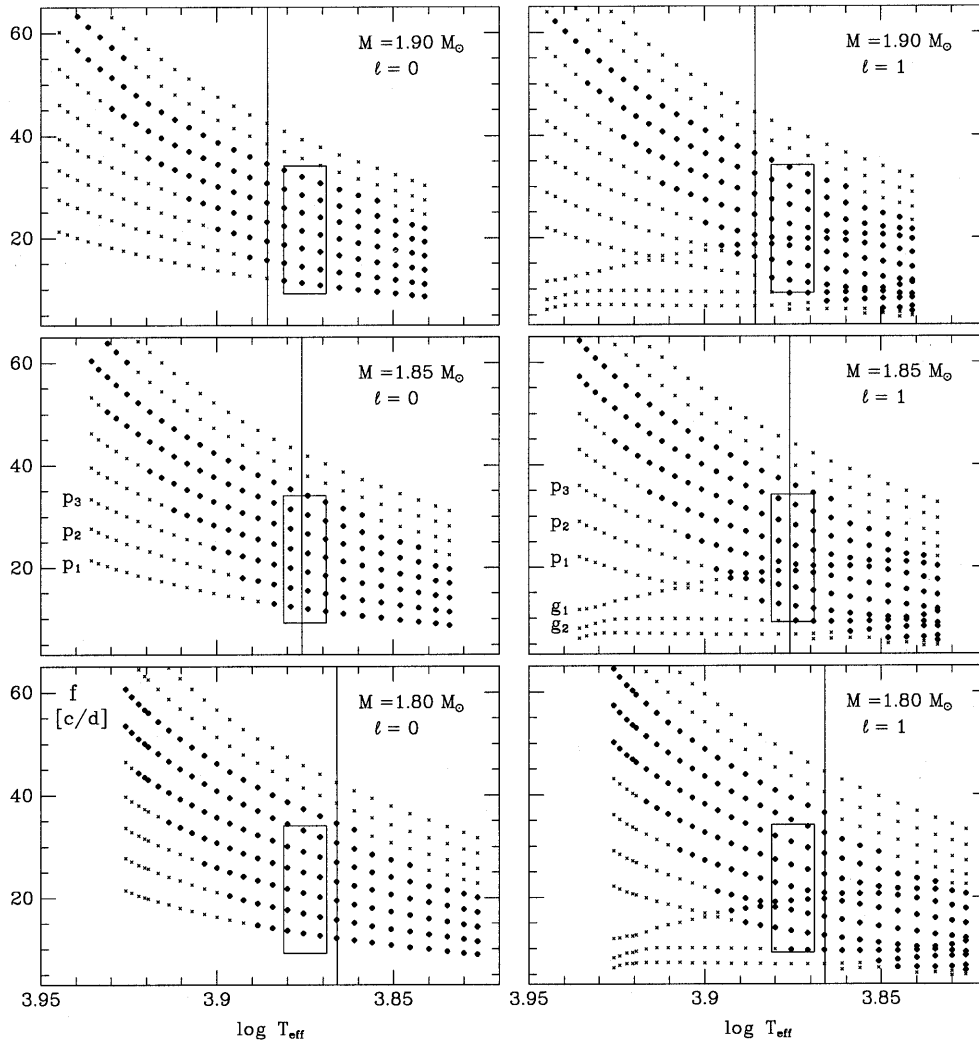 60
40
20
M = 1.90 M⊙
ℓ = 0
M = 1.90 M⊙
ℓ = 1
60
40
20
M = 1.85 M⊙
ℓ = 0
p₃
p₂
p₁
M = 1.85 M⊙
ℓ = 1
p₃
p₂
p₁
g₁
g₂
60
40
20
f
[c/d]
M = 1.80 M⊙
ℓ = 0
M = 1.80 M⊙
ℓ = 1
3.95
3.9
3.85
3.95
3.9
3.85
log T_eff
log T_eff